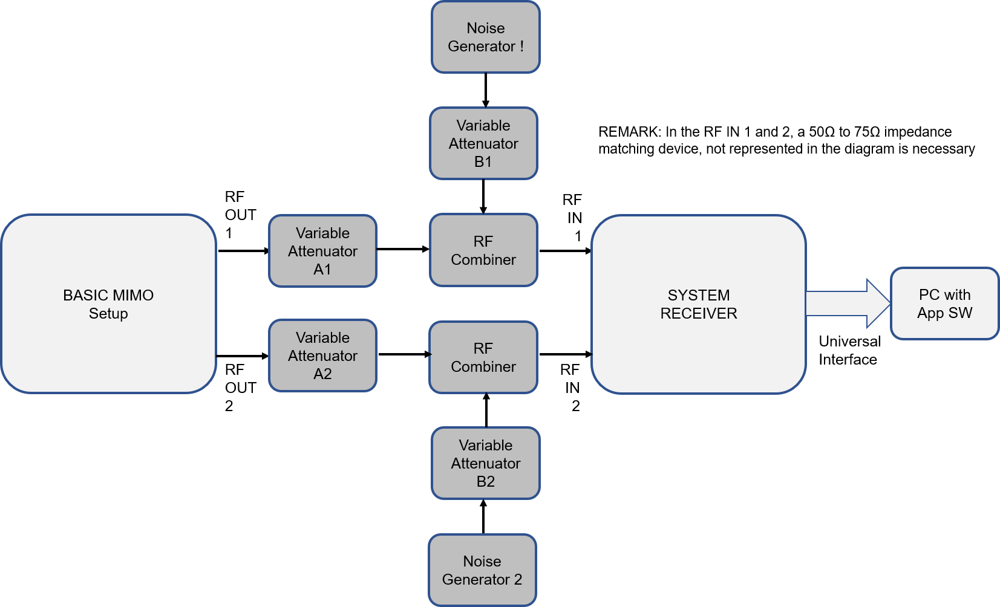 Noise
Generator !
Variable
Attenuator
B1
REMARK: In the RF IN 1 and 2, a 50Ω to 75Ω impedance
matching device, not represented in the diagram is necessary
RF
OUT
1
RF
IN
1
Variable
Attenuator
A1
RF
Combiner
BASIC MIMO
Setup
SYSTEM
RECEIVER
PC with
App SW
Universal
Interface
Variable
Attenuator
A2
RF
Combiner
RF
OUT
2
RF
IN
2
Variable
Attenuator
B2
Noise
Generator 2